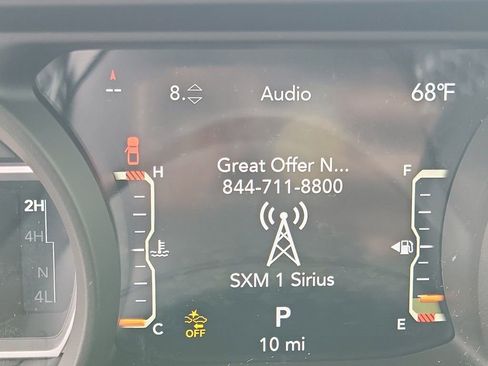 --
8.
Audio
68°F
H
Great Offer N...
F
844-711-8800
2H
4H
N
4L
SXM 1 Sirius
C
OFF
P
E
10 mi